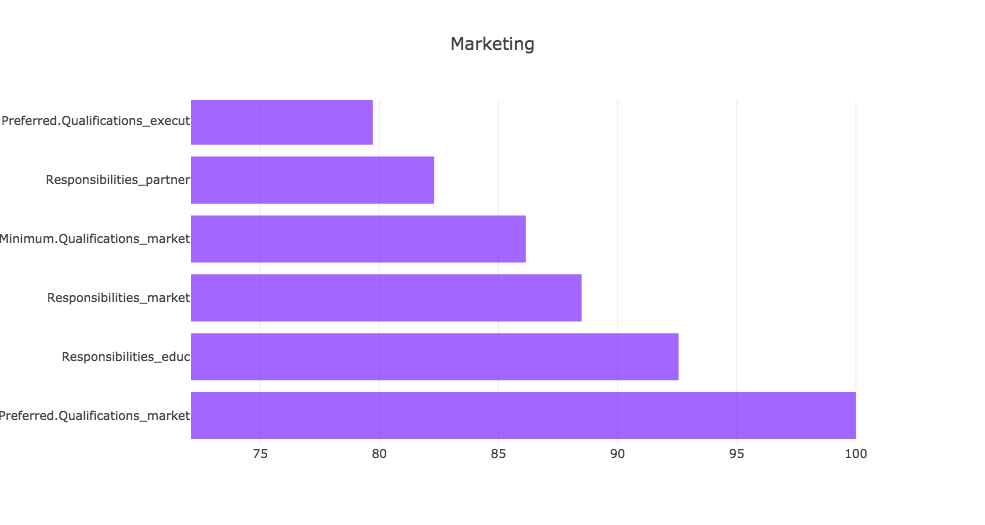 Marketing
Preferred.Qualifications_execut
Responsibilities_partner
Minimum.Qualifications_market
Responsibilities_market
Responsibilities_educ
Preferred.Qualifications_market
75 80 85 90 95 100